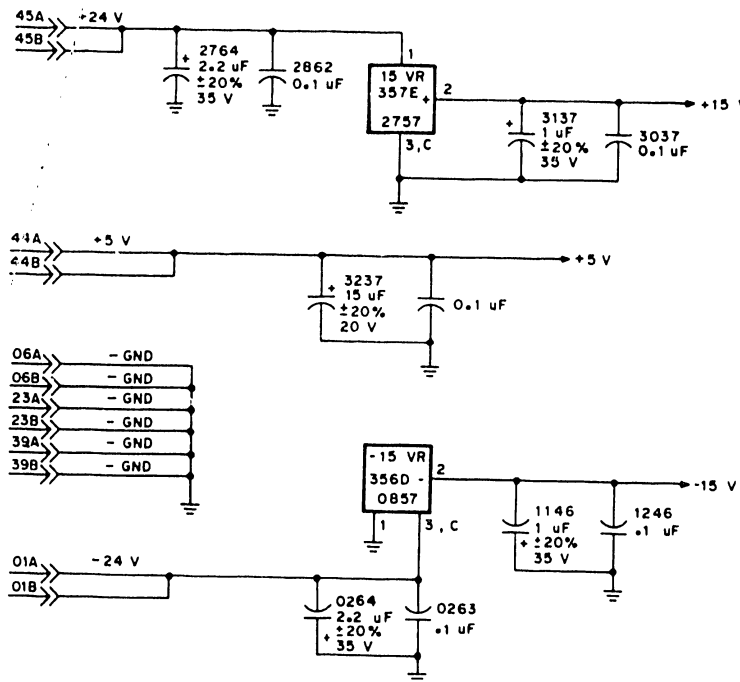 45A +24 V
45B
+ 2764
2.2 uF
±20%
35 V
2862
0.1 uF
1
15 VR
357E +
2757
2
3, C
+ 3137
1 uF
±20%
35 V
3037
0.1 uF
+15 V
44A +5 V
44B
+ 3237
15 uF
±20%
20 V
0.1 uF
+5 V
06A - GND
06B - GND
23A - GND
23B - GND
39A - GND
39B - GND
-15 VR
356D -
0857
2
1
3, C
1146
1 uF
+ ±20%
35 V
1246
.1 uF
-15 V
01A -24 V
01B
0264
2.2 uF
+ ±20%
35 V
0263
.1 uF